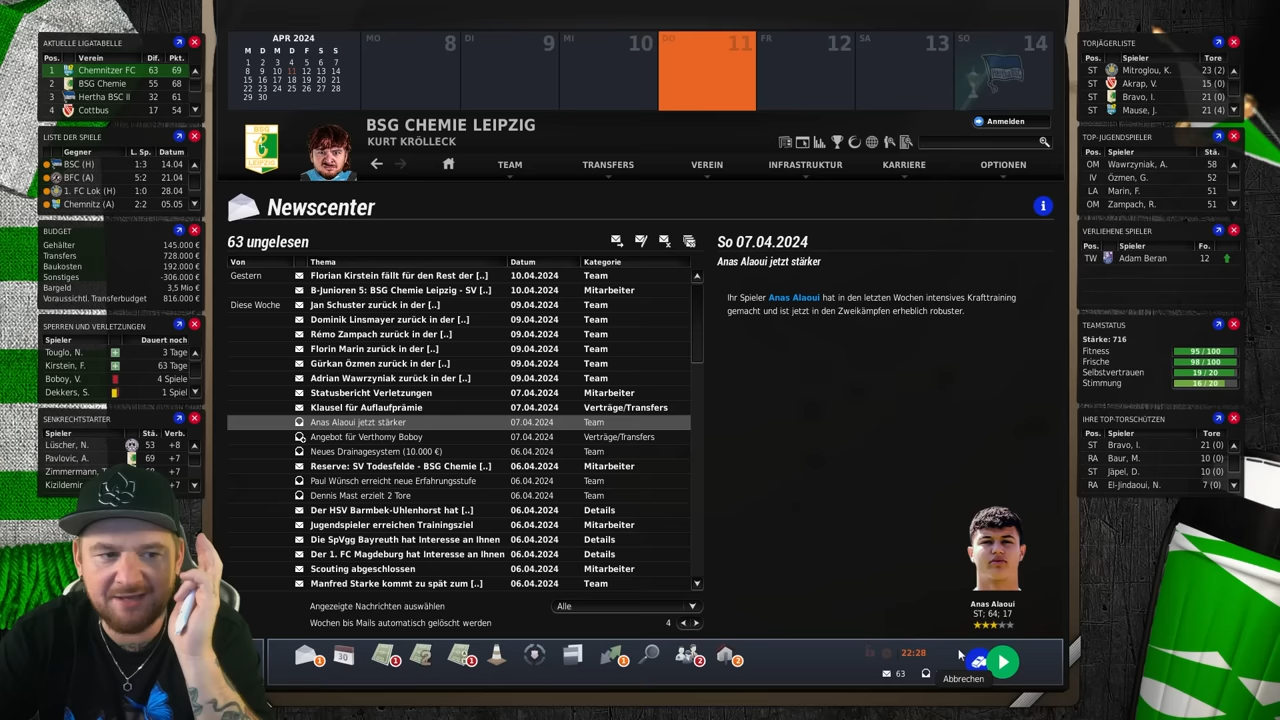 AKTUELLE LIGATABELLE
Pos. Verein Dif. Pkt.
1 Chemnitzer FC 63 69
2 BSG Chemie 55 68
3 Hertha BSC II 32 61
4 Cottbus 17 54
LISTE DER SPIELE
Gegner L. Sp. Datum
BSC (H) 1:3 14.04
BFC (A) 5:2 21.04
1. FC Lok (H) 1:0 28.04
Chemnitz (A) 2:2 05.05
BUDGET
Gehälter 145.000 €
Transfers 728.000 €
Baukosten 192.000 €
Sonstiges -306.000 €
Bargeld 3,5 Mio €
Voraussichtl. Transferbudget 816.000 €
SPERREN UND VERLETZUNGEN
Spieler Dauert noch
Touglo, N. 3 Tage
Kirstein, F. 63 Tage
Boboy, V. 4 Spiele
Dekkers, S. 1 Spiel
SENKRECHTSTARTER
Spieler Stä. Verb.
Lüscher, N. 53 +8
Pavlovic, A. 69 +7
Zimmermann, +7
Kizildemir +7
APR 2024
M D M D F S S
1 2 3 4 5 6 7
8 9 10 11 12 13 14
15 16 17 18 19 20 21
22 23 24 25 26 27 28
29 30
MO 8 DI 9 MI 10 DO 11 FR 12 SA 13 SO 14
BSG LEIPZIG
BSG CHEMIE LEIPZIG
KURT KRÖLLECK
Anmelden
TEAM TRANSFERS VEREIN INFRASTRUKTUR KARRIERE OPTIONEN
Newscenter
63 ungelesen
Von Thema Datum Kategorie
Gestern Florian Kirstein fällt für den Rest der [..] 10.04.2024 Team
B-Junioren 5: BSG Chemie Leipzig - SV [..] 10.04.2024 Mitarbeiter
Diese Woche Jan Schuster zurück in der [..] 09.04.2024 Team
Dominik Linsmayer zurück in der [..] 09.04.2024 Team
Rémo Zampach zurück in der [..] 09.04.2024 Team
Florin Marin zurück in der [..] 09.04.2024 Team
Gürkan Özmen zurück in der [..] 09.04.2024 Team
Adrian Wawrzyniak zurück in der [..] 09.04.2024 Team
Statusbericht Verletzungen 07.04.2024 Mitarbeiter
Klausel für Auflaufprämie 07.04.2024 Verträge/Transfers
Anas Alaoui jetzt stärker 07.04.2024 Team
Angebot für Verthomy Boboy 07.04.2024 Verträge/Transfers
Neues Drainagesystem (10.000 €) 06.04.2024 Team
Reserve: SV Todesfelde - BSG Chemie [..] 06.04.2024 Mitarbeiter
Paul Wünsch erreicht neue Erfahrungsstufe 06.04.2024 Team
Dennis Mast erzielt 2 Tore 06.04.2024 Team
Der HSV Barmbek-Uhlenhorst hat [..] 06.04.2024 Details
Jugendspieler erreichen Trainingsziel 06.04.2024 Mitarbeiter
Die SpVgg Bayreuth hat Interesse an Ihnen 06.04.2024 Details
Der 1. FC Magdeburg hat Interesse an Ihnen 06.04.2024 Details
Scouting abgeschlossen 06.04.2024 Mitarbeiter
Manfred Starke kommt zu spät zum [..] 06.04.2024 Team
Angezeigte Nachrichten auswählen Alle
Wochen bis Mails automatisch gelöscht werden 4
So 07.04.2024
Anas Alaoui jetzt stärker
Ihr Spieler Anas Alaoui hat in den letzten Wochen intensives Krafttraining
gemacht und ist jetzt in den Zweikämpfen erheblich robuster.
Anas Alaoui
ST; 64; 17
1 30 1 1 1 2 2
22:28
63
Abbrechen
TORJÄGERLISTE
Pos. Spieler Tore
ST Mitroglou, K. 23 (2)
ST Akrap, V. 15 (0)
ST Bravo, I. 21 (0)
ST Mause, J. 21 (4)
TOP-JUGENDSPIELER
Pos. Spieler Stä.
OM Wawrzyniak, A. 58
IV Özmen, G. 52
LA Marin, F. 51
OM Zampach, R. 51
VERLIEHENE SPIELER
Pos. Spieler Fo.
TW Adam Beran 12
TEAMSTATUS
Stärke: 716
Fitness 95 / 100
Frische 98 / 100
Selbstvertrauen 19 / 20
Stimmung 16 / 20
IHRE TOP-TORSCHÜTZEN
Spieler Tore
ST Bravo, I. 21 (0)
RA Baur, M. 10 (0)
ST Jäpel, D. 10 (0)
RA El-Jindaoui, N. 7 (0)